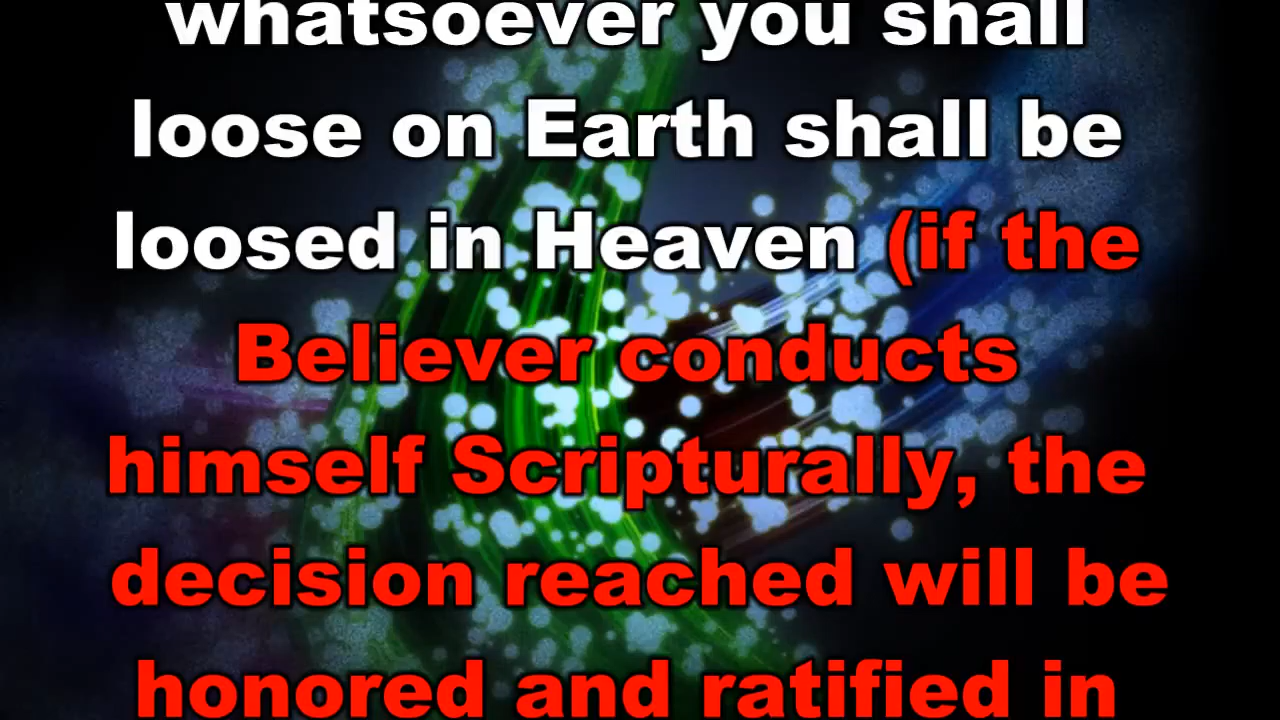 whatsoever you shall
loose on Earth shall be
loosed in Heaven (if the
Believer conducts
himself Scripturally, the
decision reached will be
honored and ratified in